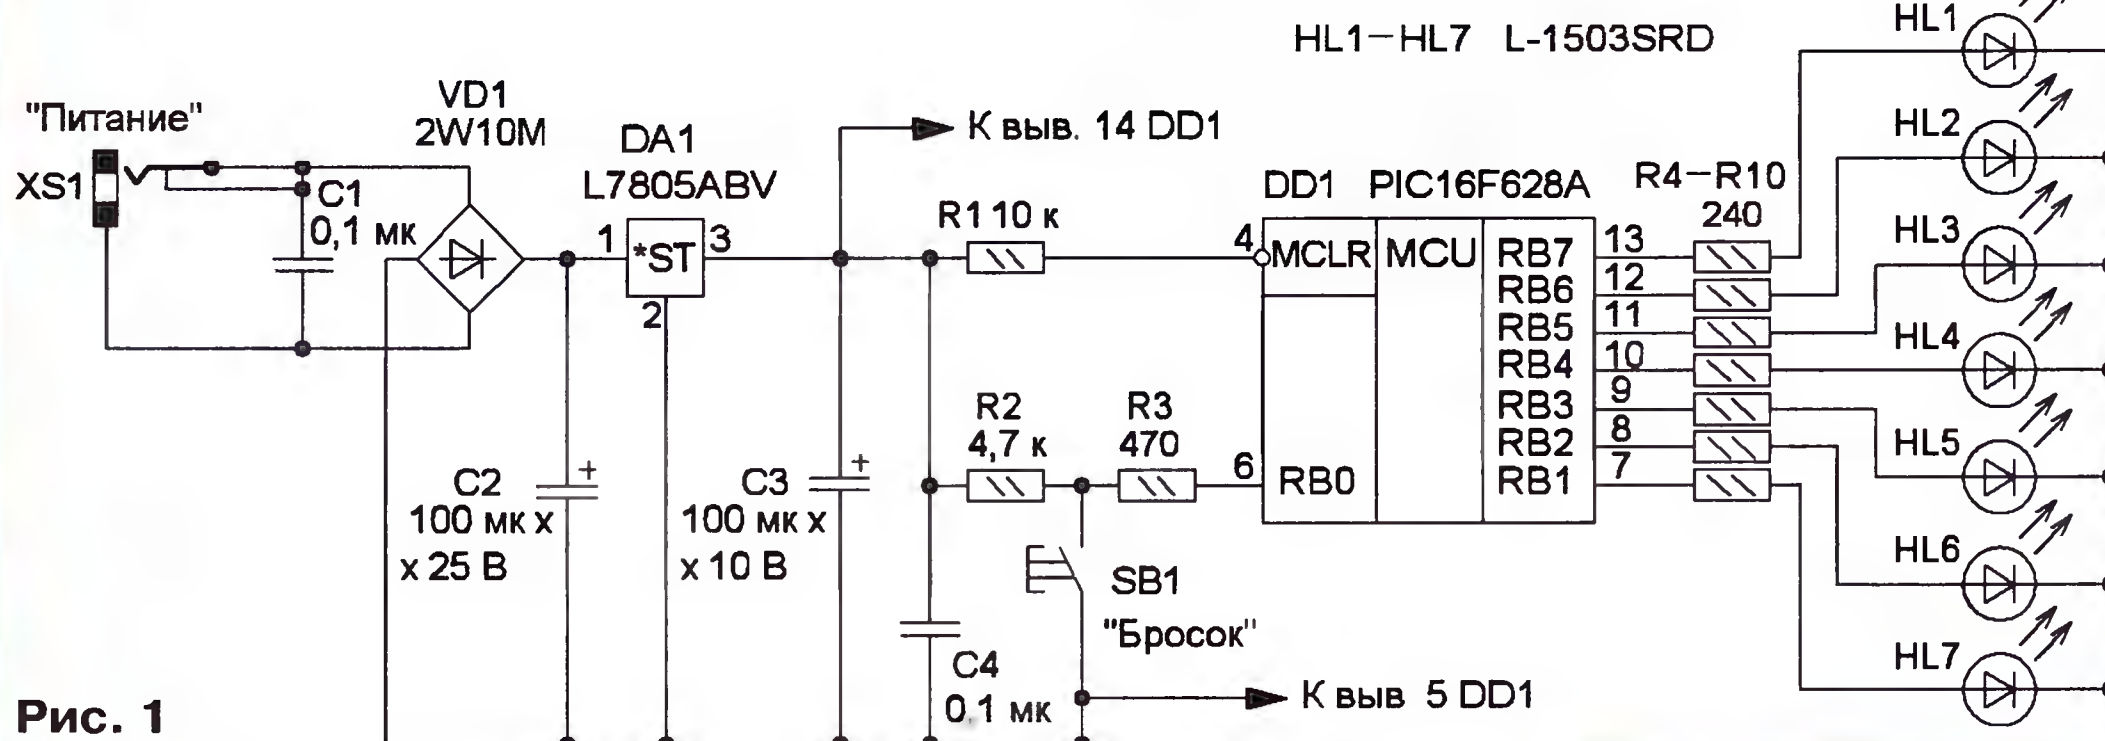 HL1–HL7 L-1503SRD
"Питание"
XS1
C1
0,1 мк
VD1
2W10M
DA1
L7805ABV
1
*ST
3
2
К выв. 14 DD1
R1 10 к
C2
100 мк х
х 25 В
+
C3
100 мк х
х 10 В
+
R2
4,7 к
R3
470
C4
0,1 мк
SB1
"Бросок"
К выв 5 DD1
DD1 PIC16F628A
4
MCLR
MCU
6
RB0
RB7 13
RB6 12
RB5 11
RB4 10
RB3 9
RB2 8
RB1 7
R4–R10
240
HL1
HL2
HL3
HL4
HL5
HL6
HL7
Рис. 1